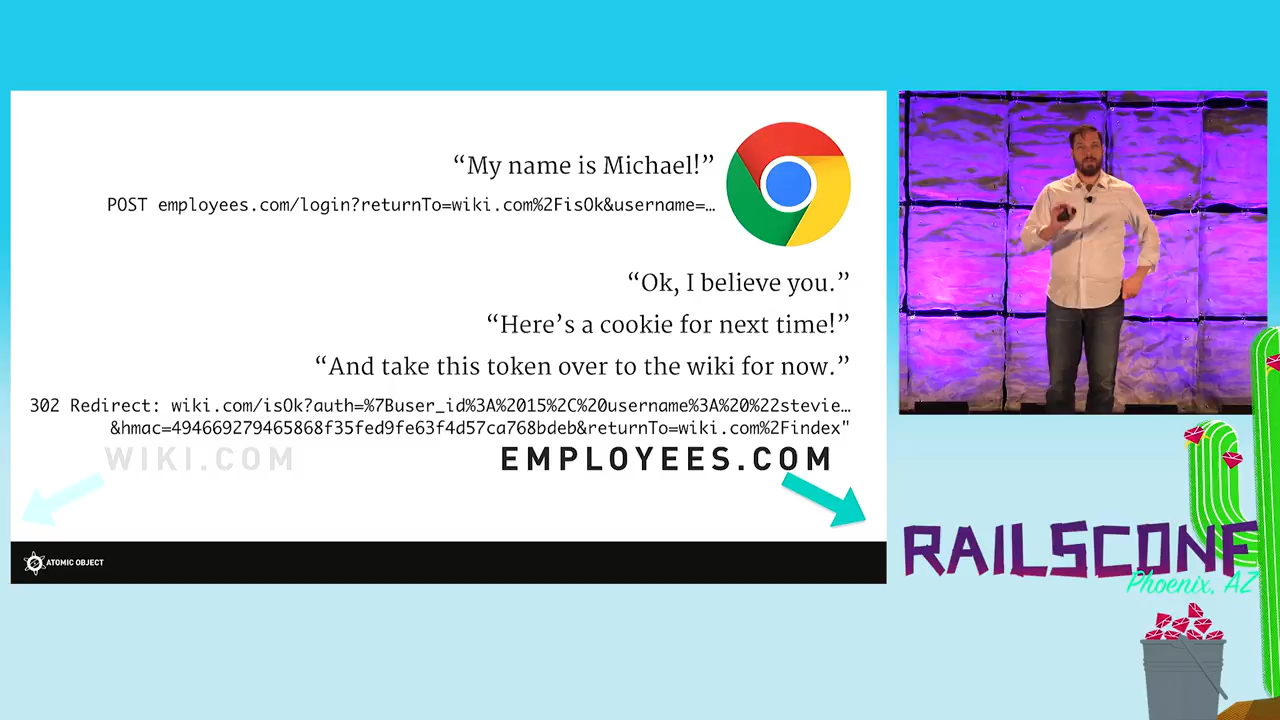 “My name is Michael!”
POST employees.com/login?returnTo=wiki.com%2FisOk&username=…
“Ok, I believe you.”
“Here’s a cookie for next time!”
“And take this token over to the wiki for now.”
302 Redirect: wiki.com/isOk?auth=%7Buser_id%3A%2015%2C%20username%3A%20%22stevie…
&hmac=494669279465868f35fed9fe63f4d57ca768bdeb&returnTo=wiki.com%2Findex"
WIKI.COM
EMPLOYEES.COM
ATOMIC OBJECT
RAILSCONF
Phoenix, AZ